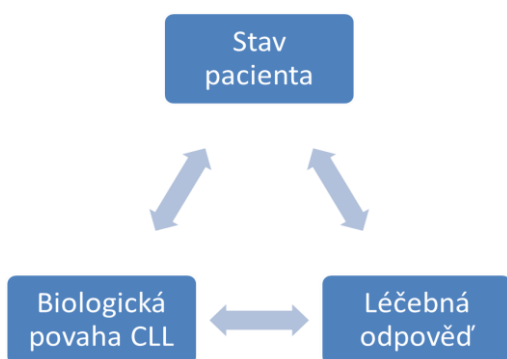 Stav
pacienta
Biologická
povaha CLL
Léčebná
odpověď